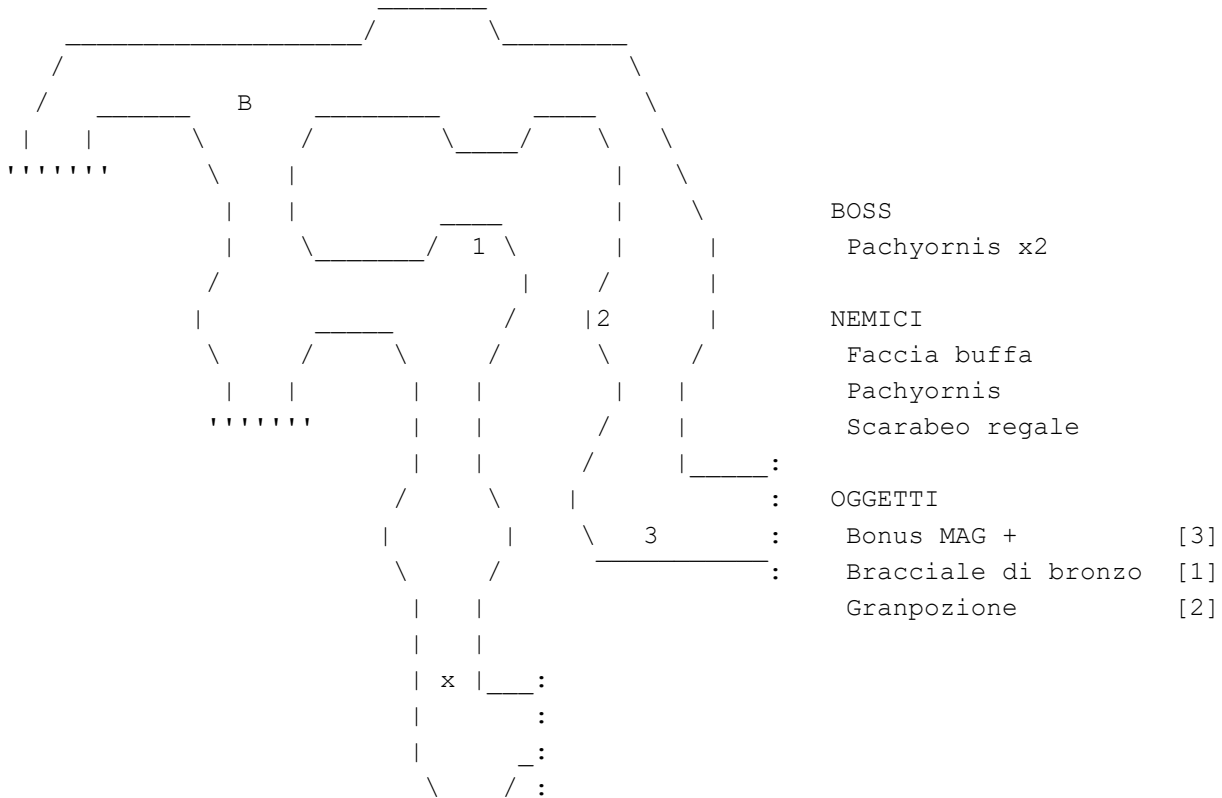 B
1
2
x
3
BOSS
Pachyornis x2
NEMICI
Faccia buffa
Pachyornis
Scarabeo regale
OGGETTI
Bonus MAG + [3]
Bracciale di bronzo [1]
Granpozione [2]